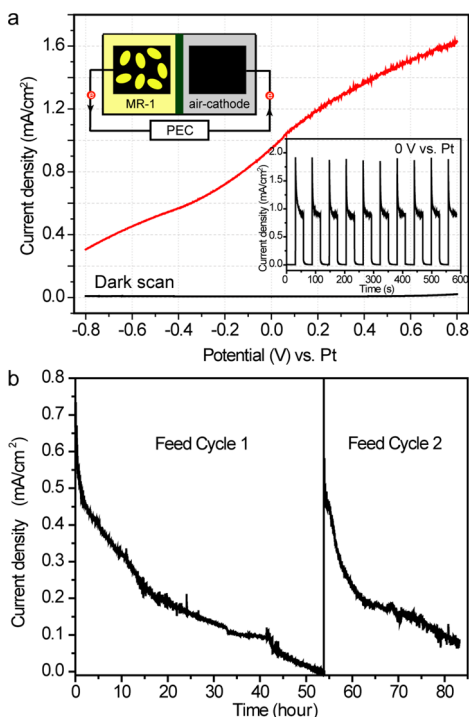 a
1.6
1.2
0.8
0.4
0.0
Current density (mA/cm²)
MR-1
air-cathode
e
e
PEC
0 V vs. Pt
2.0
1.5
1.0
0.5
0.0
Current density (mA/cm²)
0 100 200 300 400 500 600
Time (s)
Dark scan
-0.8 -0.6 -0.4 -0.2 0.0 0.2 0.4 0.6 0.8
Potential (V) vs. Pt
b
0.8
0.7
0.6
0.5
0.4
0.3
0.2
0.1
0.0
Current density (mA/cm⁻²)
Feed Cycle 1
Feed Cycle 2
0 10 20 30 40 50 60 70 80
Time (hour)